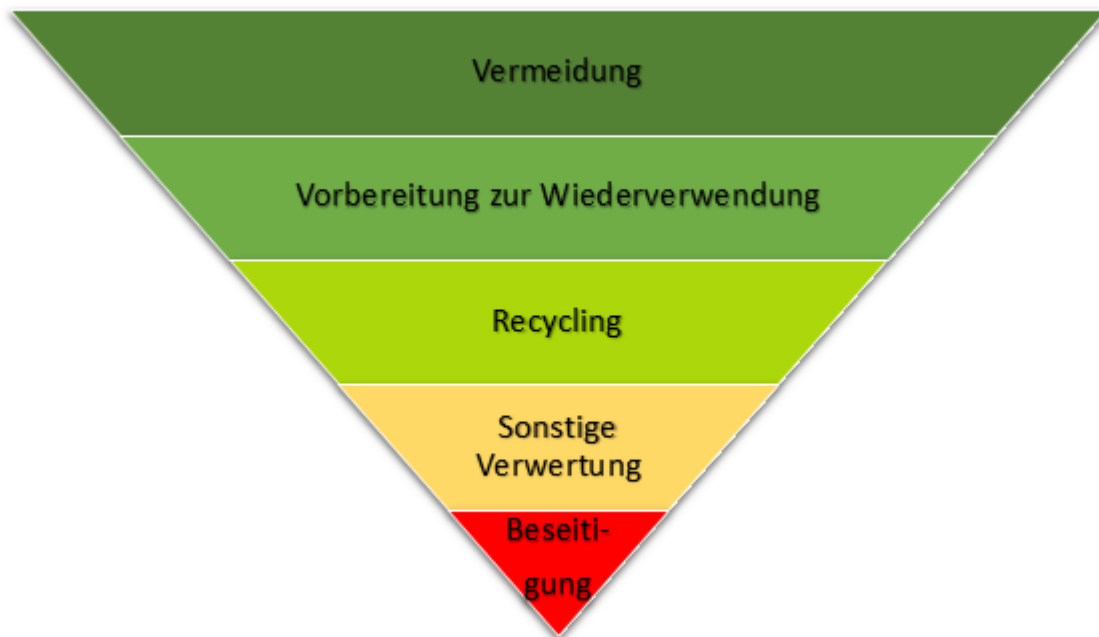 Vermeidung
Vorbereitung zur Wiederverwendung
Recycling
Sonstige
Verwertung
Beseiti-
gung